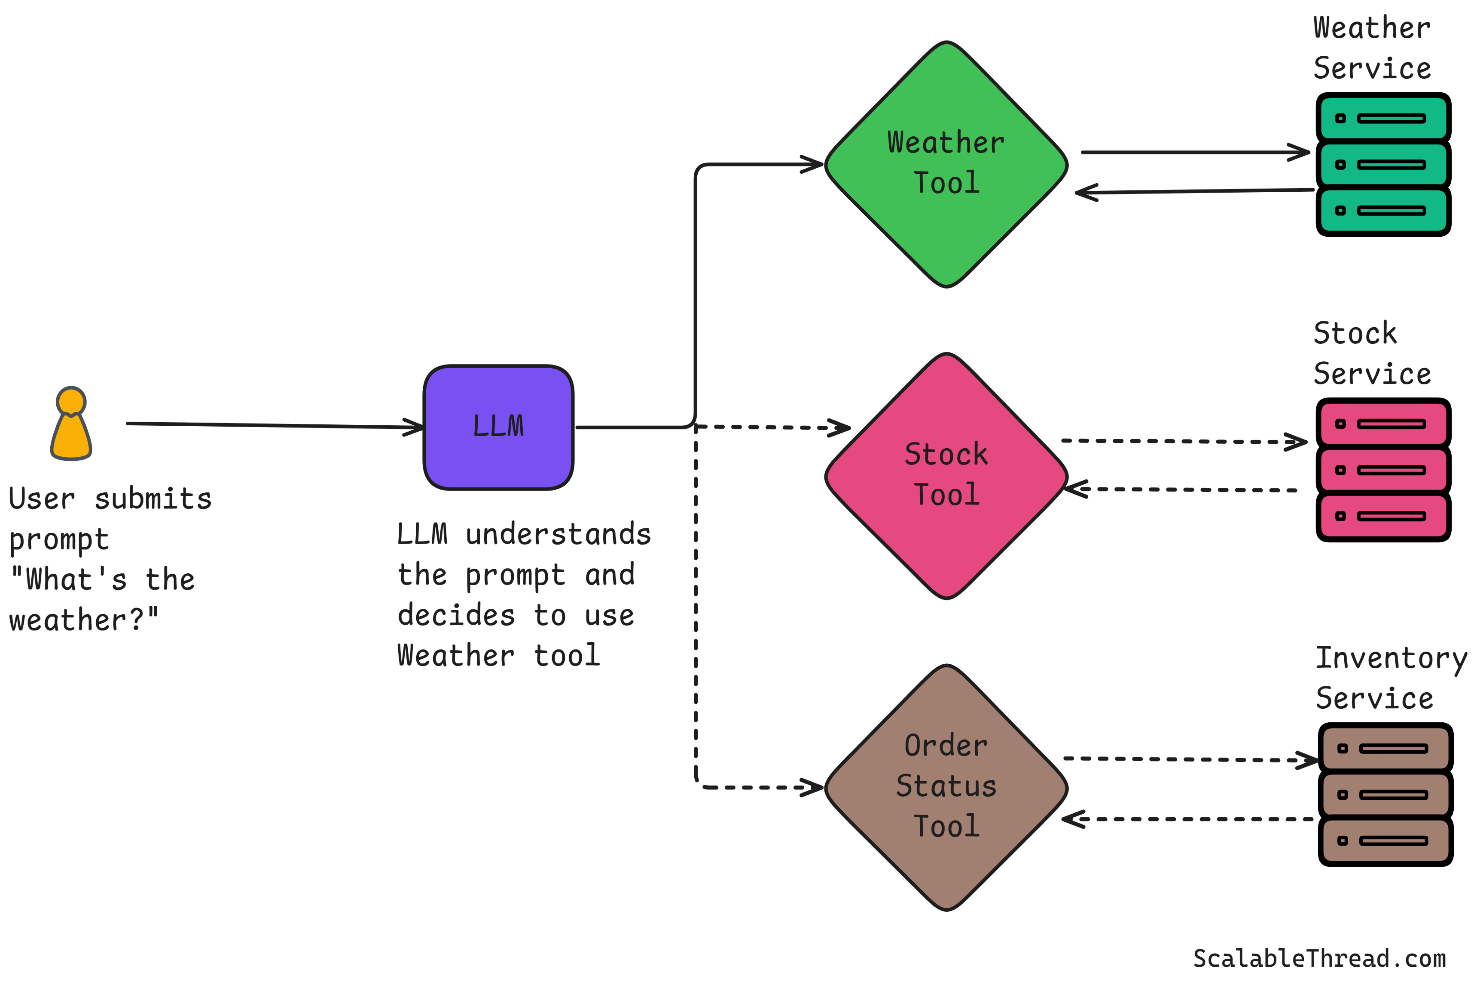 Weather
Service
Weather
Tool
Stock
Service
LLM
Stock
Tool
User submits
prompt
"What's the
weather?"
LLM understands
the prompt and
decides to use
Weather tool
Inventory
Service
Order
Status
Tool
ScalableThread.com